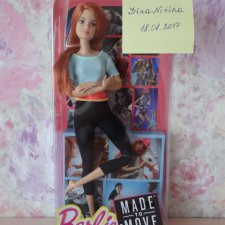 Irina Nitina
18.08.2017
Barbie
MADE
TO
MOVE